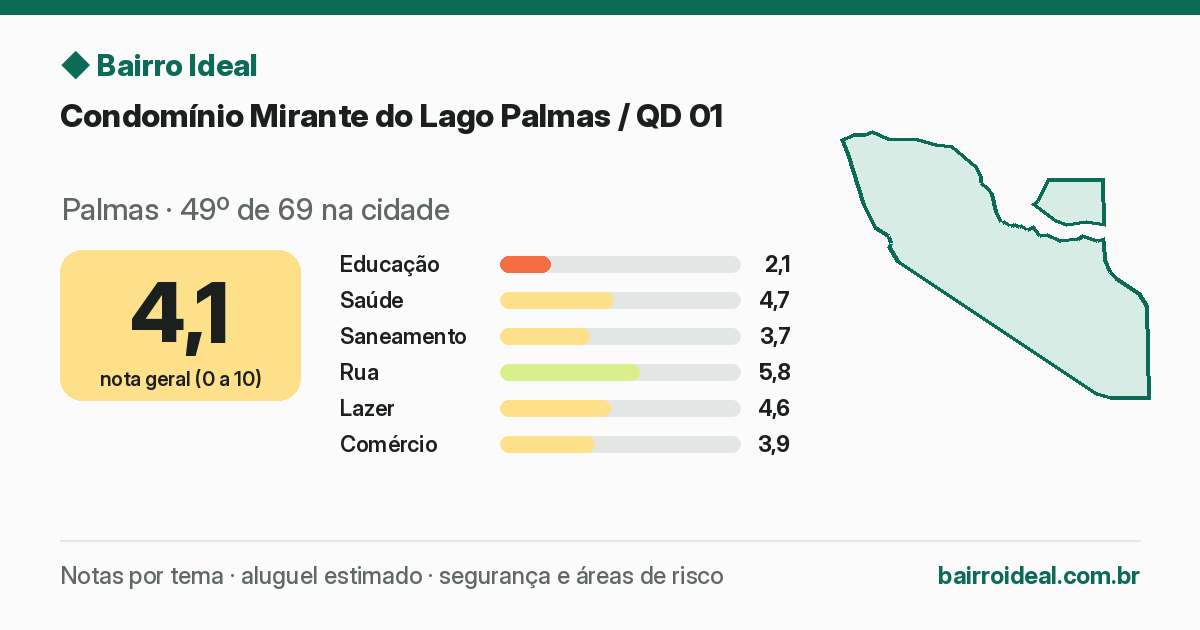 Bairro Ideal
Condomínio Mirante do Lago Palmas / QD 01
Palmas · 49º de 69 na cidade
4,1
nota geral (0 a 10)
Educação 2,1
Saúde 4,7
Saneamento 3,7
Rua 5,8
Lazer 4,6
Comércio 3,9
Notas por tema · aluguel estimado · segurança e áreas de risco
bairroideal.com.br